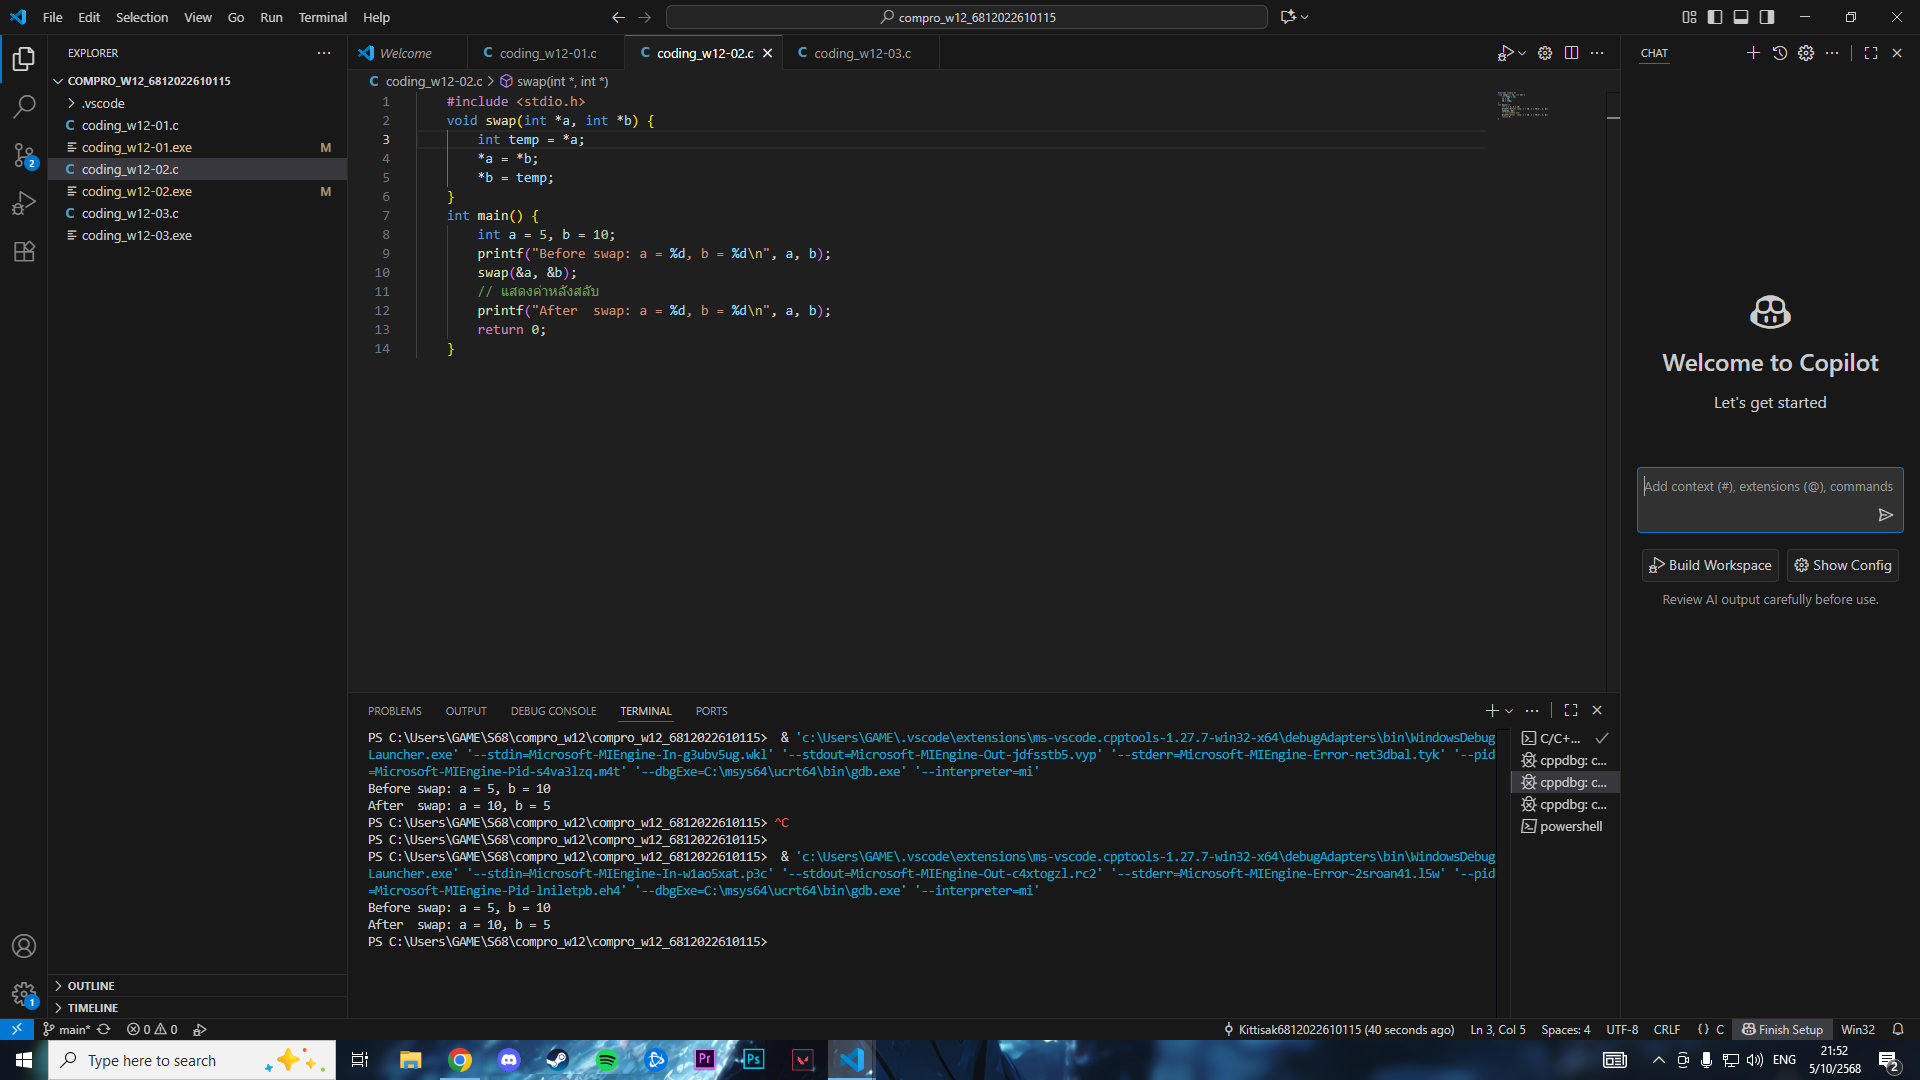 File Edit Selection View Go Run Terminal Help
compro_w12_6812022610115
EXPLORER
COMPRO_W12_6812022610115
.vscode
coding_w12-01.c
coding_w12-01.exe M
coding_w12-02.c
coding_w12-02.exe M
coding_w12-03.c
coding_w12-03.exe
2
OUTLINE
TIMELINE
1
Welcome coding_w12-01.c coding_w12-02.c coding_w12-03.c
coding_w12-02.c > swap(int *, int *)
1 #include <stdio.h>
2 void swap(int *a, int *b) {
3 int temp = *a;
4 *a = *b;
5 *b = temp;
6 }
7 int main() {
8 int a = 5, b = 10;
9 printf("Before swap: a = %d, b = %d\n", a, b);
10 swap(&a, &b);
11 // แสดงค่าหลังสลับ
12 printf("After  swap: a = %d, b = %d\n", a, b);
13 return 0;
14 }
PROBLEMS OUTPUT DEBUG CONSOLE TERMINAL PORTS
PS C:\Users\GAME\S68\compro_w12\compro_w12_6812022610115>  & 'c:\Users\GAME\.vscode\extensions\ms-vscode.cpptools-1.27.7-win32-x64\debugAdapters\bin\WindowsDebug
Launcher.exe' '--stdin=Microsoft-MIEngine-In-g3ubv5ug.wkl' '--stdout=Microsoft-MIEngine-Out-jdfsstb5.vyp' '--stderr=Microsoft-MIEngine-Error-net3dbal.tyk' '--pid
=Microsoft-MIEngine-Pid-s4va3lzq.m4t' '--dbgExe=C:\msys64\ucrt64\bin\gdb.exe' '--interpreter=mi'
Before swap: a = 5, b = 10
After  swap: a = 10, b = 5
PS C:\Users\GAME\S68\compro_w12\compro_w12_6812022610115> ^C
PS C:\Users\GAME\S68\compro_w12\compro_w12_6812022610115>
PS C:\Users\GAME\S68\compro_w12\compro_w12_6812022610115>  & 'c:\Users\GAME\.vscode\extensions\ms-vscode.cpptools-1.27.7-win32-x64\debugAdapters\bin\WindowsDebug
Launcher.exe' '--stdin=Microsoft-MIEngine-In-w1ao5xat.p3c' '--stdout=Microsoft-MIEngine-Out-c4xtogzl.rc2' '--stderr=Microsoft-MIEngine-Error-2sroan41.l5w' '--pid
=Microsoft-MIEngine-Pid-lniletpb.eh4' '--dbgExe=C:\msys64\ucrt64\bin\gdb.exe' '--interpreter=mi'
Before swap: a = 5, b = 10
After  swap: a = 10, b = 5
PS C:\Users\GAME\S68\compro_w12\compro_w12_6812022610115>
C/C+...
cppdbg: c...
cppdbg: c...
cppdbg: c...
powershell
CHAT
Welcome to Copilot
Let's get started
Add context (#), extensions (@), commands
Build Workspace Show Config
Review AI output carefully before use.
main* 0 0 Kittisak6812022610115 (40 seconds ago) Ln 3, Col 5 Spaces: 4 UTF-8 CRLF {} C Finish Setup Win32
Type here to search
Pr Ps
ENG
21:52
5/10/2568
2